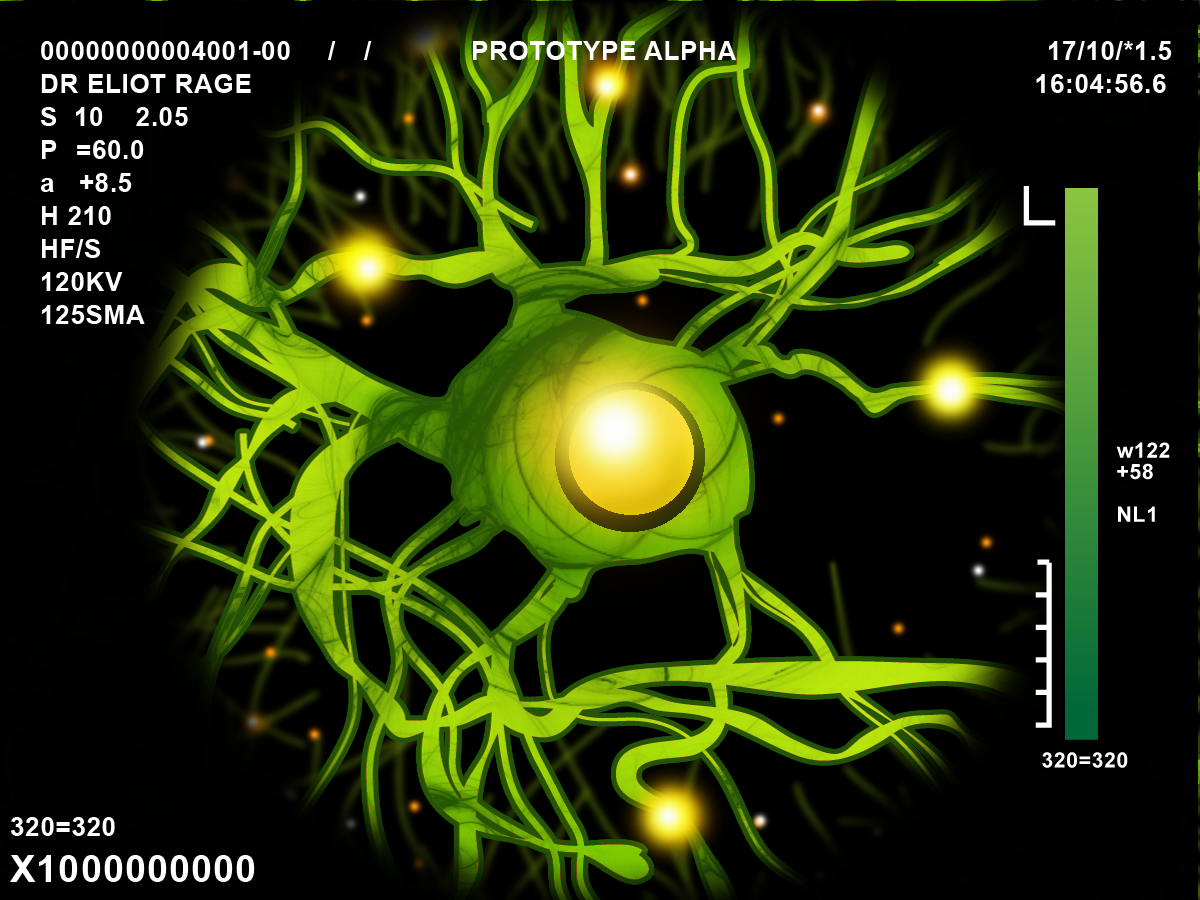 00000000004001-00 / / PROTOTYPE ALPHA 17/10/*1.5
DR ELIOT RAGE 16:04:56.6
S 10 2.05
P =60.0
a +8.5
H 210
HF/S
120KV
125SMA
L
w122
+58
NL1
320=320
320=320
X1000000000